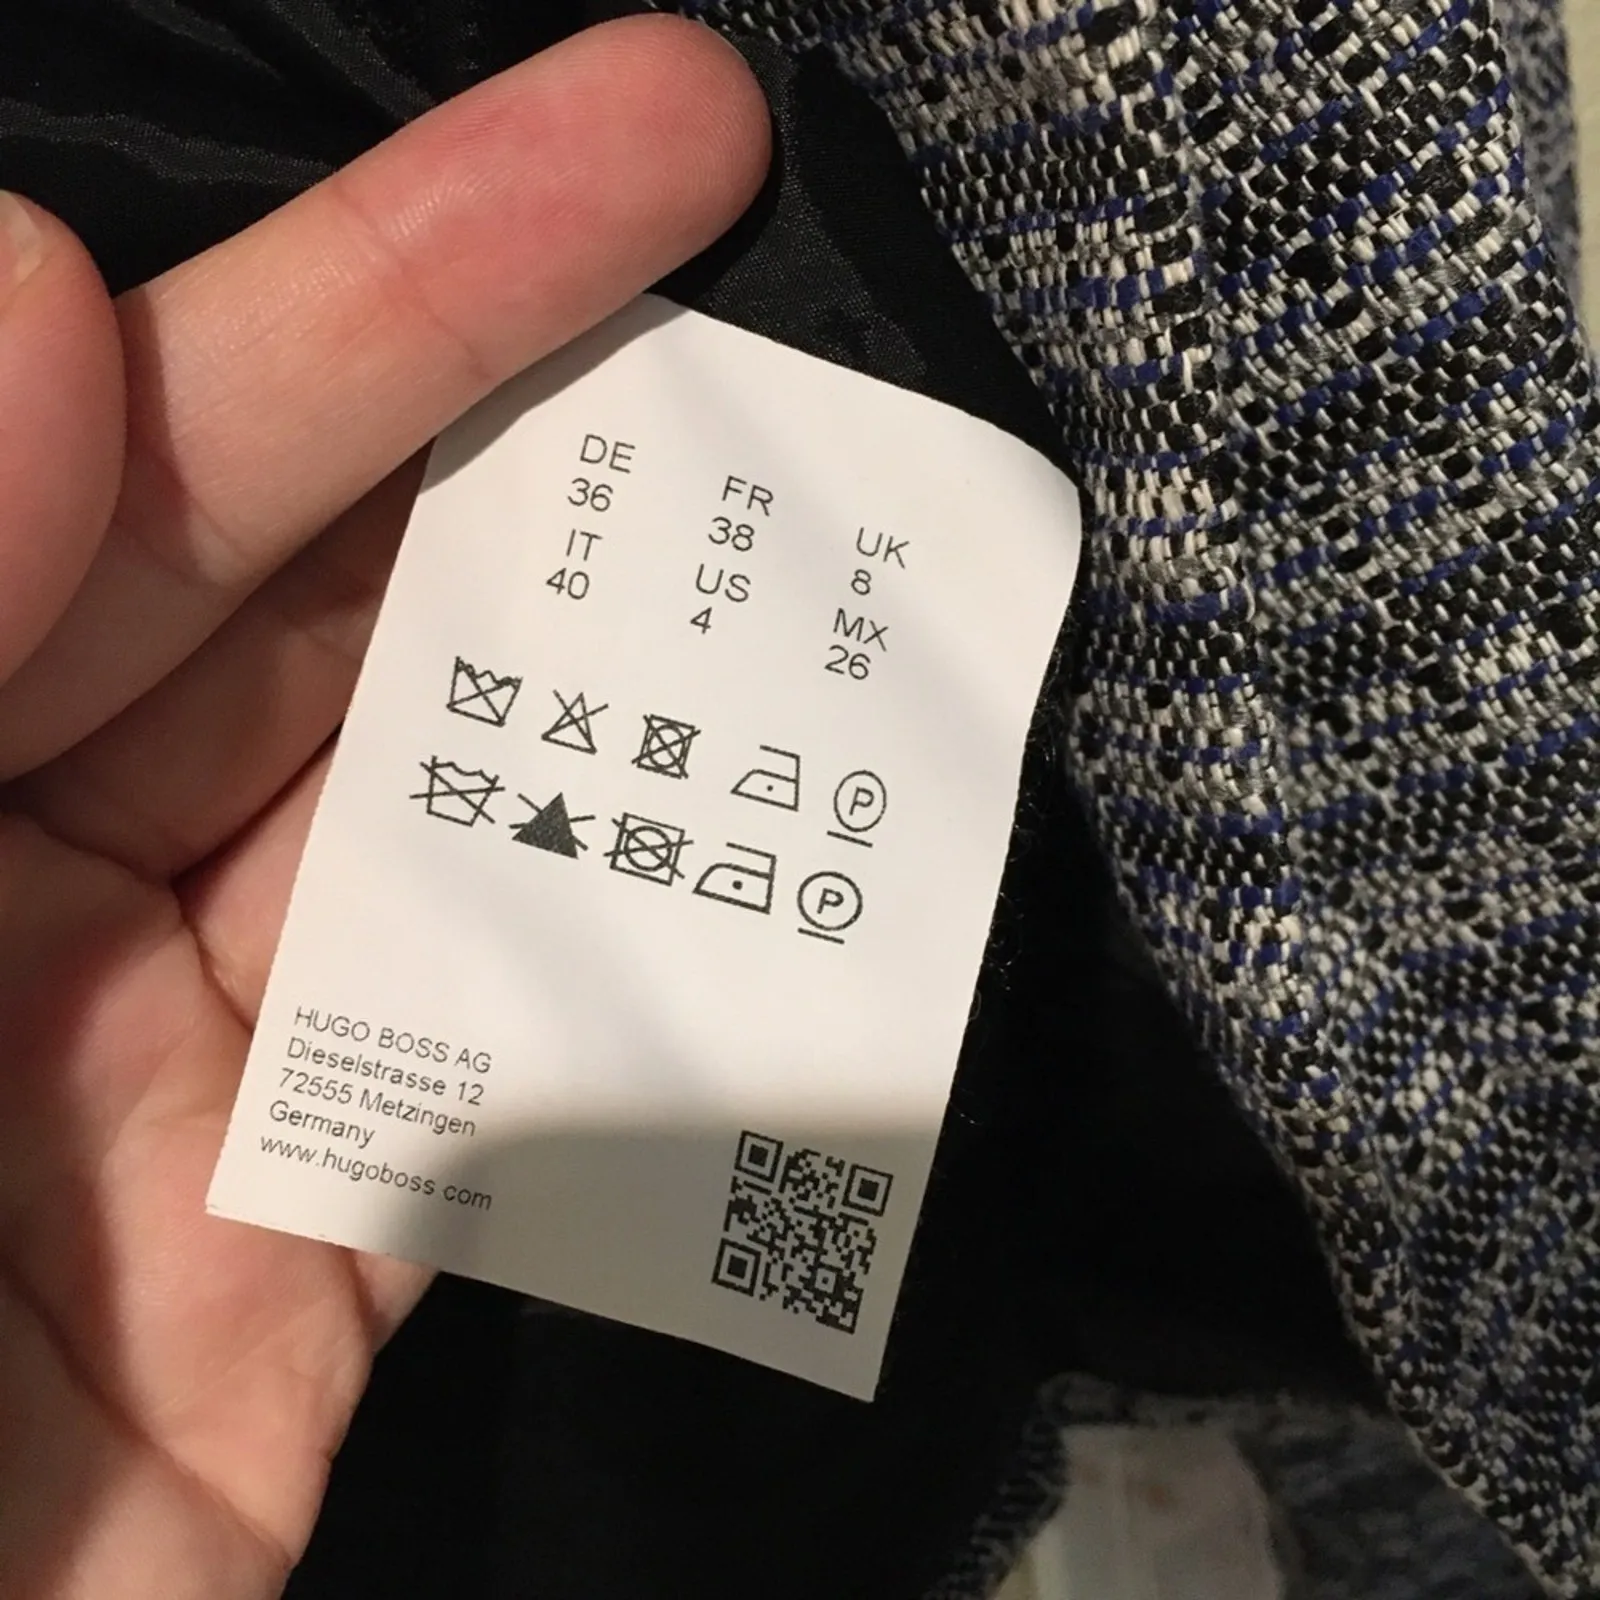 DE FR UK
36 38 8
IT US MX
40 4 26
P
P
HUGO BOSS AG
Dieselstrasse 12
72555 Metzingen
Germany
www.hugoboss.com